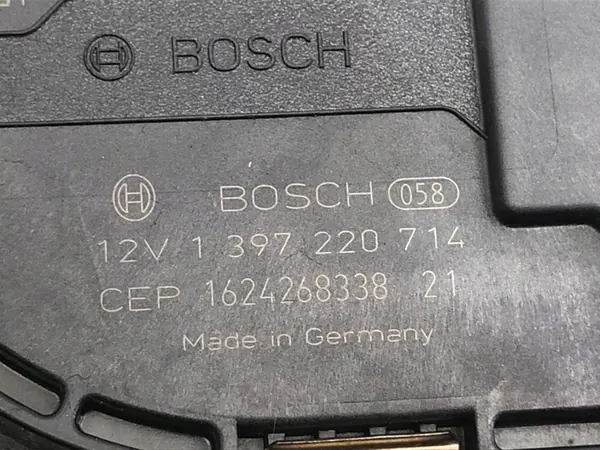 BOSCH
BOSCH 058
12V 1 397 220 714
CEP 1624268338 21
Made in Germany